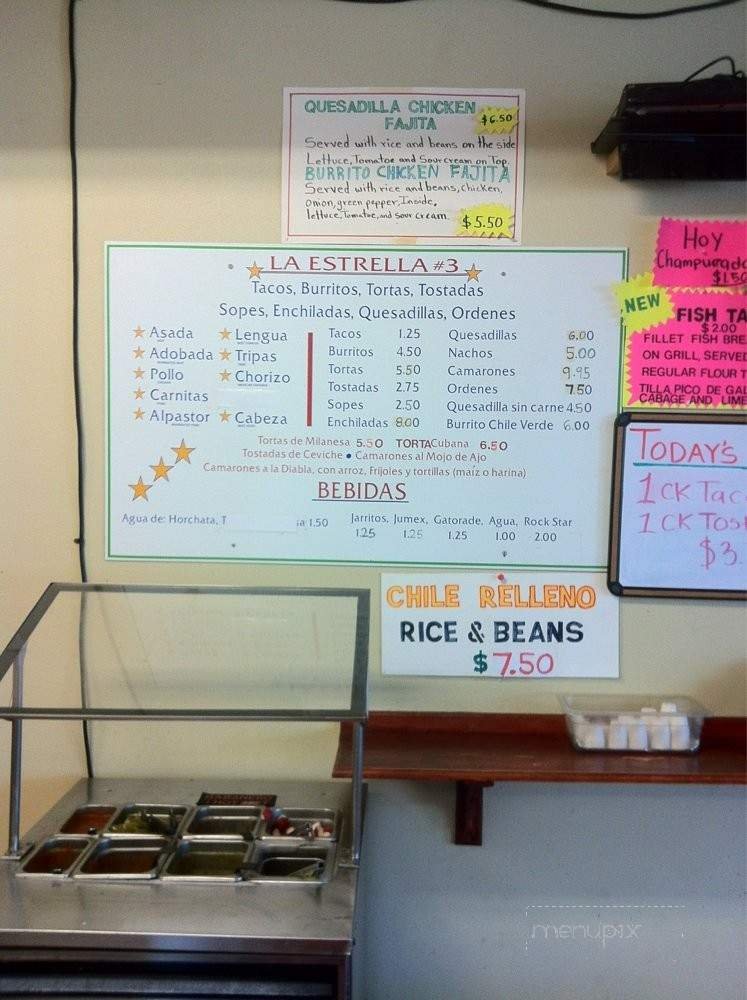 QUESADILLA CHICKEN
FAJITA
$6.50
Served with rice and beans on the side
Lettuce, Tomatoe and Sour cream on Top.
BURRITO CHICKEN FAJITA
Served with rice and beans, chicken,
onion, green pepper, Inside,
lettuce, Tomatoe, and sour cream.
$5.50
LA ESTRELLA #3
Tacos, Burritos, Tortas, Tostadas
Sopes, Enchiladas, Quesadillas, Ordenes
Asada
Adobada
Pollo
Carnitas
Alpastor
Lengua
Tripas
Chorizo
Cabeza
Tacos 1.25
Burritos 4.50
Tortas 5.50
Tostadas 2.75
Sopes 2.50
Enchiladas 8.00
Quesadillas 6.00
Nachos 5.00
Camarones 9.95
Ordenes 7.50
Quesadilla sin carne 4.50
Burrito Chile Verde 6.00
Tortas de Milanesa 5.50 TORTA Cubana 6.50
Tostadas de Ceviche • Camarones al Mojo de Ajo
Camarones a la Diabla, con arroz, Frijoles y tortillas (maíz o harina)
BEBIDAS
Agua de: Horchata, T ia 1.50
Jarritos, Jumex, Gatorade, Agua, Rock Star
1.25 1.25 1.25 1.00 2.00
CHILE RELLENO
RICE & BEANS
$7.50
HOY
Champurado
$1.50
NEW
FISH TA
$2.00
FILLET FISH BRE
ON GRILL, SERVED
REGULAR FLOUR T
TILLA, PICO DE GAL
CABAGE AND LIME
TODAY'S
1 CK Tac
1 CK Tos
$3.
menupix